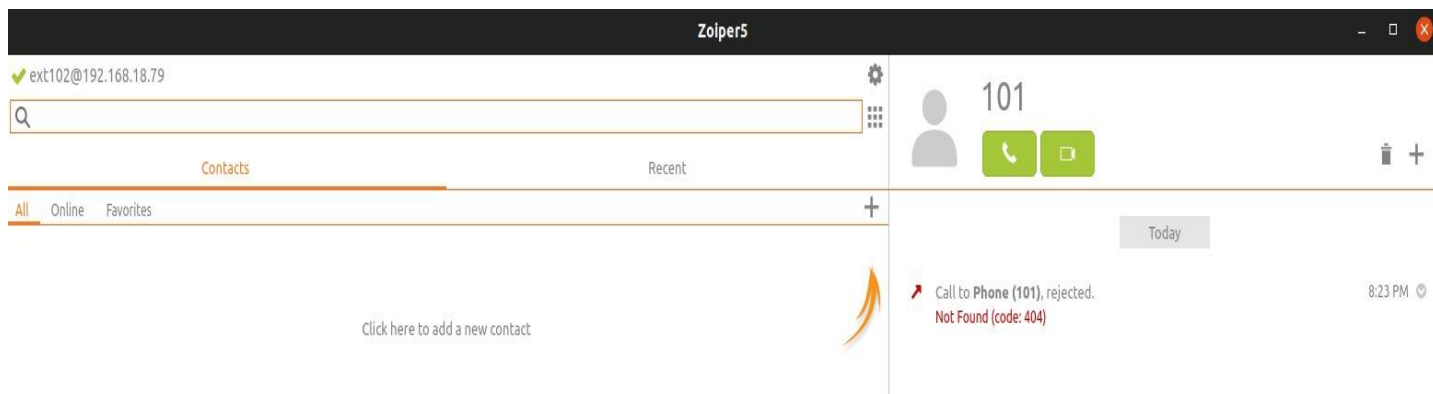 Zoiper5
ext102@192.168.18.79
101
Contacts
Recent
All
Online
Favorites
Click here to add a new contact
Today
Call to Phone (101), rejected.
8:23 PM
Not Found (code: 404)